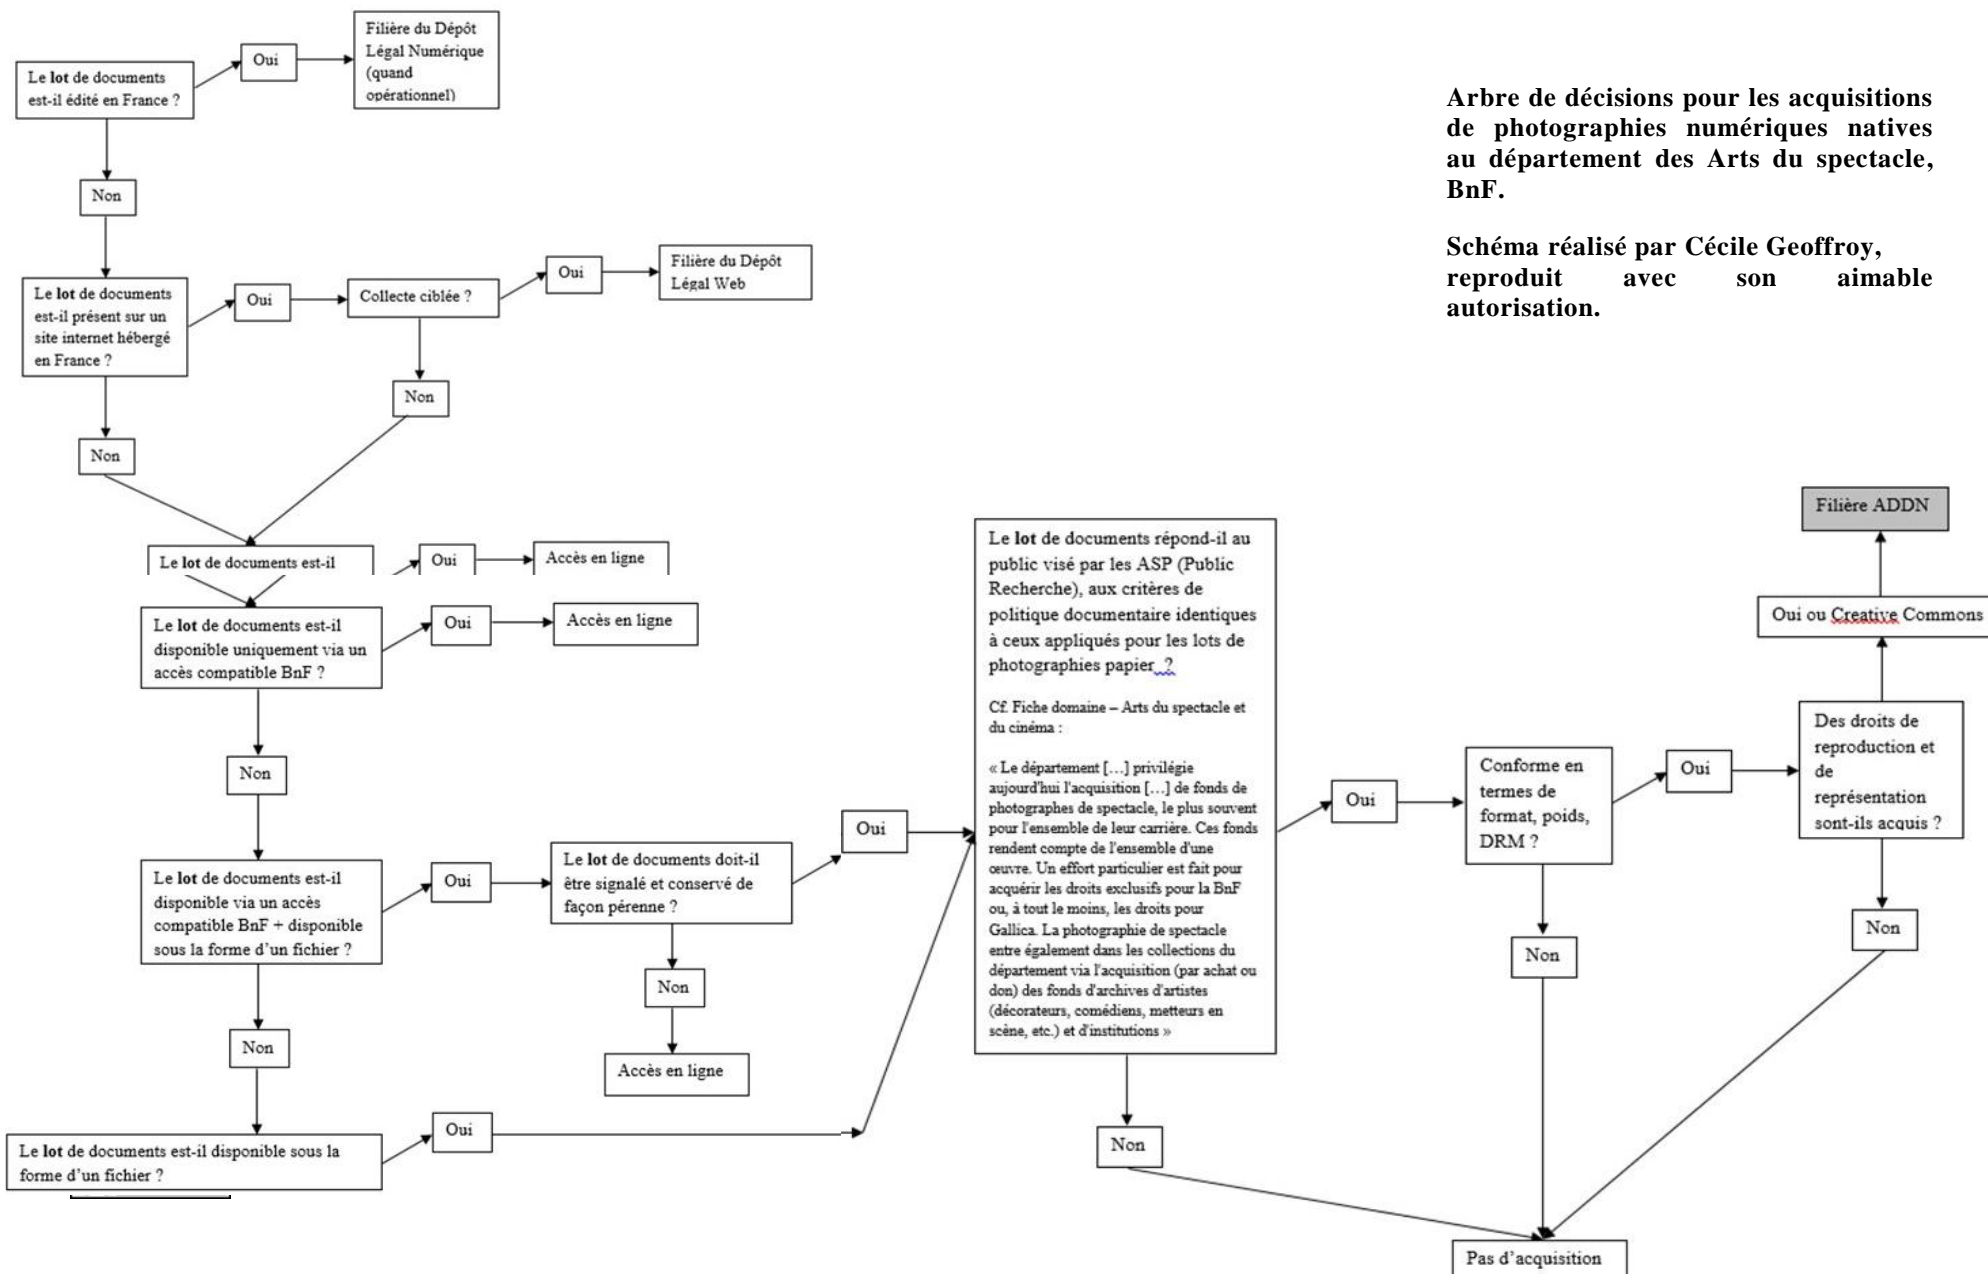 Arbre de décisions pour les acquisitions
de photographies numériques natives
au département des Arts du spectacle,
BnF.
Schéma réalisé par Cécile Geoffroy,
reproduit avec son aimable
autorisation.
Le lot de documents
est-il édité en France ?
Oui
Filière du Dépôt
Légal Numérique
(quand
opérationnel)
Non
Le lot de documents
est-il présent sur un
site internet hébergé
en France ?
Oui
Collecte ciblée ?
Oui
Filière du Dépôt
Légal Web
Non
Non
Le lot de documents est-il
Oui
Accès en ligne
Le lot de documents est-il
disponible uniquement via un
accès compatible BnF ?
Oui
Accès en ligne
Non
Le lot de documents est-il
disponible via un accès
compatible BnF + disponible
sous la forme d'un fichier ?
Oui
Le lot de documents doit-il
être signalé et conservé de
façon pérenne ?
Oui
Non
Accès en ligne
Non
Le lot de documents est-il disponible sous la
forme d'un fichier ?
Oui
Le lot de documents répond-il au
public visé par les ASP (Public
Recherche), aux critères de
politique documentaire identiques
à ceux appliqués pour les lots de
photographies papier ?
Cf. Fiche domaine – Arts du spectacle et
du cinéma :
« Le département [...] privilégie
aujourd'hui l'acquisition [...] de fonds de
photographes de spectacle, le plus souvent
pour l'ensemble de leur carrière. Ces fonds
rendent compte de l'ensemble d'une
œuvre. Un effort particulier est fait pour
acquérir les droits exclusifs pour la BnF
ou, à tout le moins, les droits pour
Gallica. La photographie de spectacle
entre également dans les collections du
département via l'acquisition (par achat ou
don) des fonds d'archives d'artistes
(décorateurs, comédiens, metteurs en
scène, etc.) et d'institutions »
Oui
Non
Conforme en
termes de
format, poids,
DRM ?
Oui
Non
Des droits de
reproduction et
de
représentation
sont-ils acquis ?
Oui ou Creative Commons
Filière ADDN
Non
Pas d'acquisition